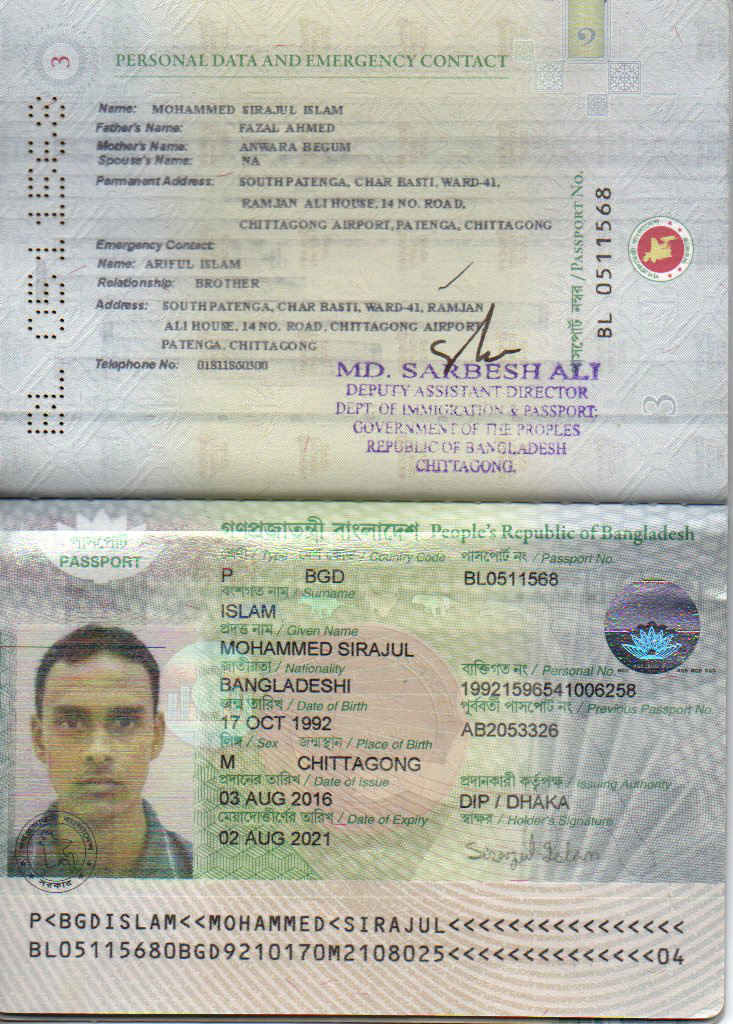 3
PERSONAL DATA AND EMERGENCY CONTACT
Name: MOHAMMED SIRAJUL ISLAM
Father's Name: FAZAL AHMED
Mother's Name: ANWARA BEGUM
Spouse's Name: NA
Permanent Address: SOUTH PATENGA, CHAR BASTI, WARD-41,
RAMJAN ALI HOUSE, 14 NO. ROAD,
CHITTAGONG AIRPORT, PATENGA, CHITTAGONG
Emergency Contact:
Name: ARIFUL ISLAM
Relationship: BROTHER
Address: SOUTH PATENGA, CHAR BASTI, WARD-41, RAMJAN
ALI HOUSE, 14 NO. ROAD, CHITTAGONG AIRPORT,
PATENGA, CHITTAGONG
Telephone No:
MD. SARBESH ALI
DEPUTY ASSISTANT DIRECTOR
DEPT. OF IMMIGRATION & PASSPORT:
GOVERNMENT OF THE PROPLES
REPUBLIC OF BANGLADESH
CHITTAGONG.
পাসপোর্ট নম্বর / PASSPORT No.
BL 0511568
3
পাসপোর্ট
PASSPORT
গণপ্রজাতন্ত্রী বাংলাদেশ People's Republic of Bangladesh
শ্রেণী / Type দেশ কোড / Country Code পাসপোর্ট নং / Passport No.
P BGD BL0511568
বংশগত নাম / Surname
ISLAM
প্রদত্ত নাম / Given Name
MOHAMMED SIRAJUL
জাতীয়তা / Nationality ব্যক্তিগত নং / Personal No.
BANGLADESHI 19921596541006258
জন্ম তারিখ / Date of Birth পূর্ববর্তী পাসপোর্ট নং / Previous Passport No.
17 OCT 1992 AB2053326
লিঙ্গ / Sex জন্মস্থান / Place of Birth
M CHITTAGONG
প্রদানের তারিখ / Date of Issue প্রদানকারী কর্তৃপক্ষ / Issuing Authority
03 AUG 2016 DIP / DHAKA
মেয়াদোত্তীর্ণের তারিখ / Date of Expiry স্বাক্ষর / Holder's Signature
02 AUG 2021 Sirazul Islam
P<BGDISLAM<<MOHAMMED<SIRAJUL<<<<<<<<<<<<<<<<
BL05115680BGD9210170M2108025<<<<<<<<<<<<<<04